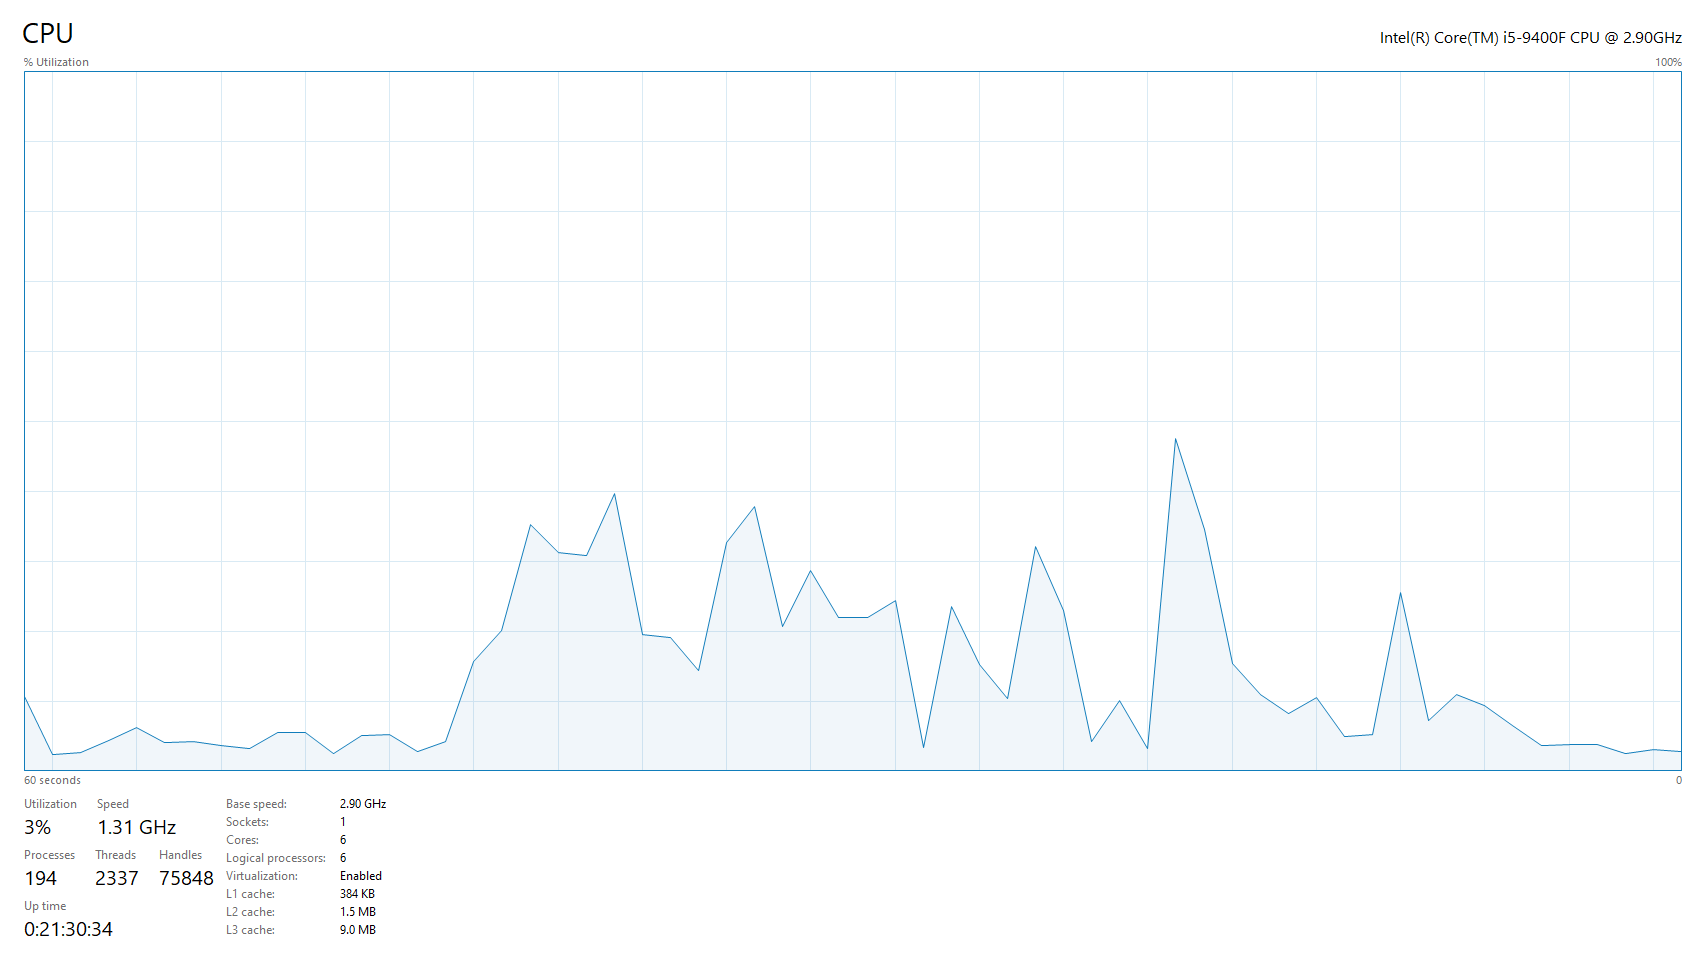 CPU
Intel(R) Core(TM) i5-9400F CPU @ 2.90GHz
% Utilization
100%
60 seconds
0
Utilization
Speed
3%
1.31 GHz
Processes
Threads
Handles
194
2337
75848
Up time
0:21:30:34
Base speed: 2.90 GHz
Sockets: 1
Cores: 6
Logical processors: 6
Virtualization: Enabled
L1 cache: 384 KB
L2 cache: 1.5 MB
L3 cache: 9.0 MB